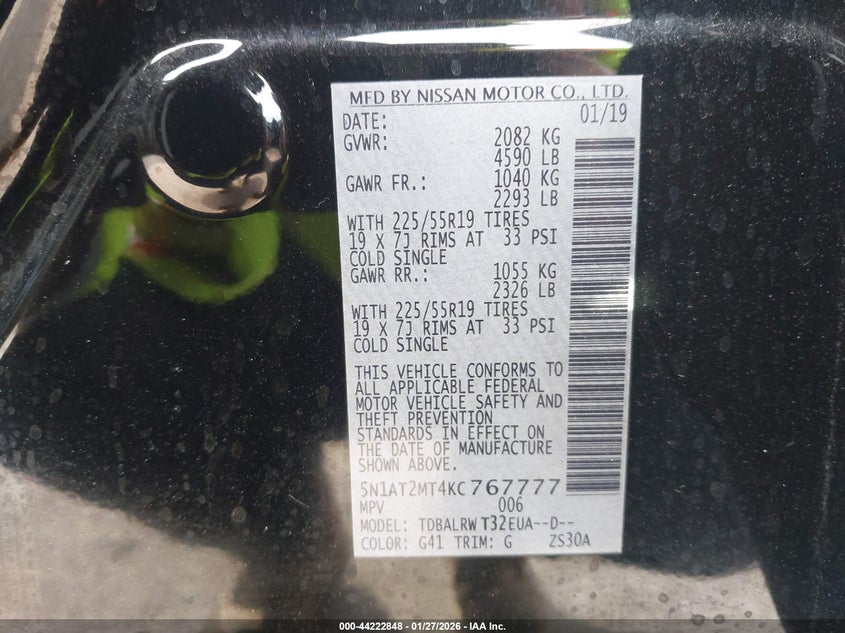 MFD BY NISSAN MOTOR CO., LTD.
DATE: 01/19
GVWR: 2082 KG
4590 LB
GAWR FR.: 1040 KG
2293 LB
WITH 225/55R19 TIRES
19 X 7J RIMS AT 33 PSI
COLD SINGLE
GAWR RR.: 1055 KG
2326 LB
WITH 225/55R19 TIRES
19 X 7J RIMS AT 33 PSI
COLD SINGLE
THIS VEHICLE CONFORMS TO
ALL APPLICABLE FEDERAL
MOTOR VEHICLE SAFETY AND
THEFT PREVENTION
STANDARDS IN EFFECT ON
THE DATE OF MANUFACTURE
SHOWN ABOVE.
5N1AT2MT4KC767777
MPV 006
MODEL: TDBALRW T32EUA--D--
COLOR: G41 TRIM: G ZS30A
000-44222848 - 01/27/2026 - IAA Inc.